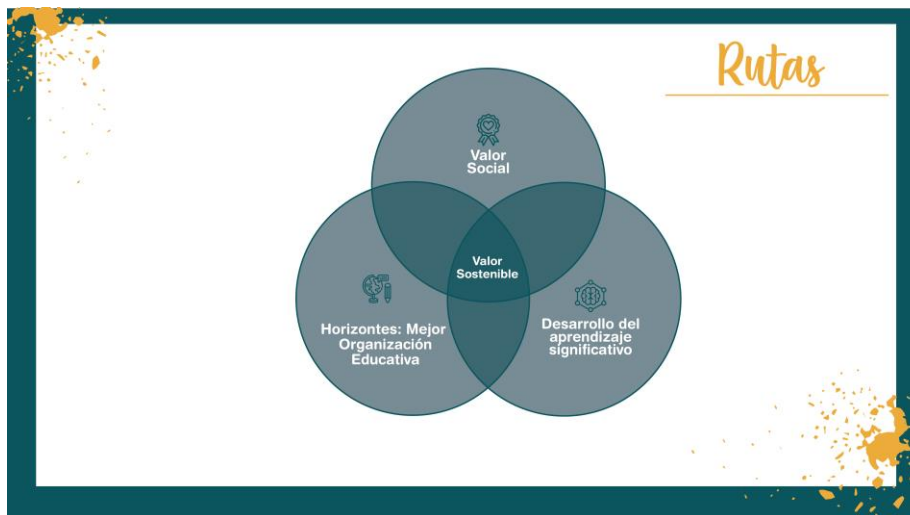 Rutas
Valor
Social
Valor
Sostenible
Horizontes: Mejor
Organización
Educativa
Desarrollo del
aprendizaje
significativo